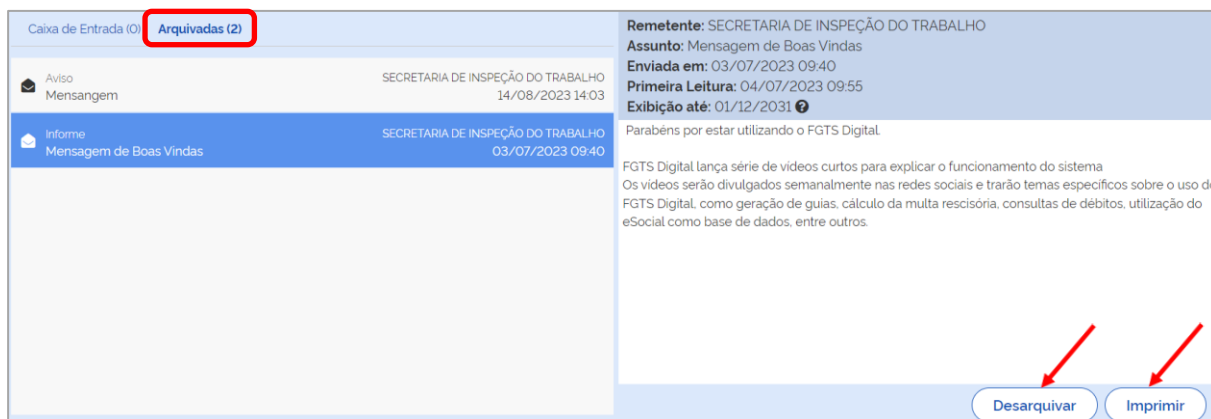 Caixa de Entrada (0) Arquivadas (2)
Aviso SECRETARIA DE INSPEÇÃO DO TRABALHO
Mensangem 14/08/2023 14:03
Informe SECRETARIA DE INSPEÇÃO DO TRABALHO
Mensagem de Boas Vindas 03/07/2023 09:40
Remetente: SECRETARIA DE INSPEÇÃO DO TRABALHO
Assunto: Mensagem de Boas Vindas
Enviada em: 03/07/2023 09:40
Primeira Leitura: 04/07/2023 09:55
Exibição até: 01/12/2031 ?
Parabéns por estar utilizando o FGTS Digital.
FGTS Digital lança série de vídeos curtos para explicar o funcionamento do sistema
Os vídeos serão divulgados semanalmente nas redes sociais e trarão temas específicos sobre o uso
FGTS Digital, como geração de guias, cálculo da multa rescisória, consultas de débitos, utilização do
eSocial como base de dados, entre outros.
Desarquivar Imprimir